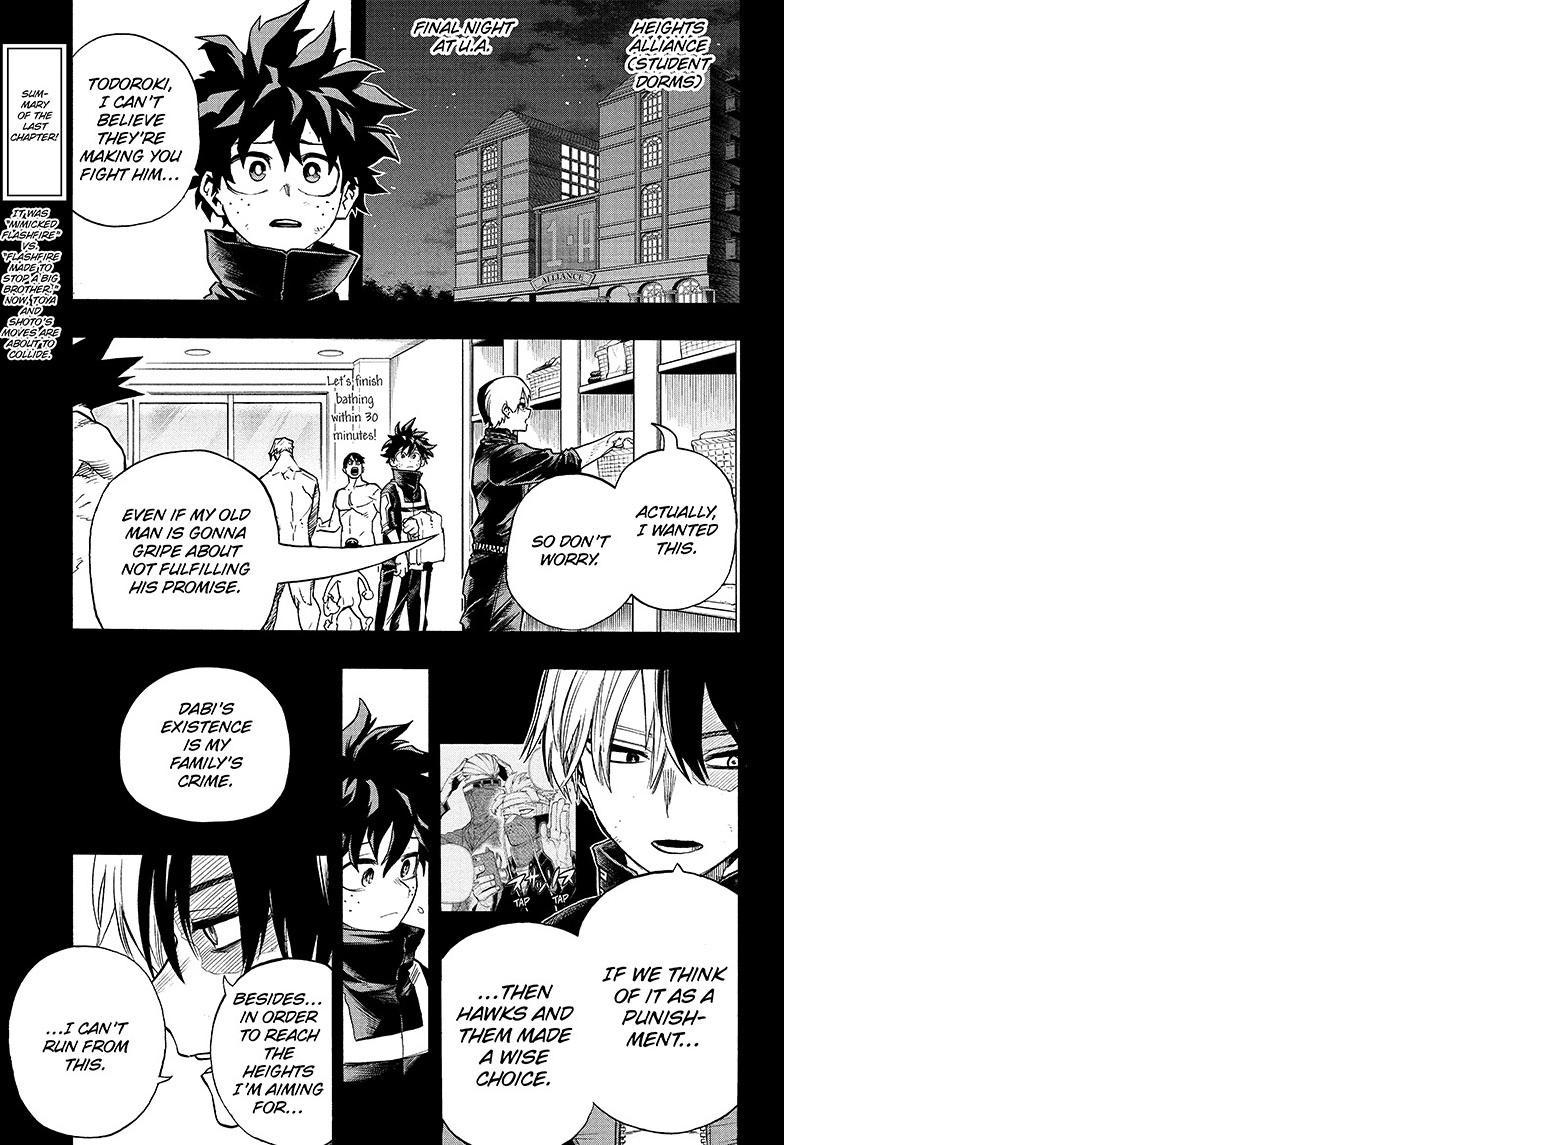 HEIGHTS
ALLIANCE
(STUDENT
DORMS)
FINAL NIGHT
AT U.A.
1-A
ALLIANCE
TODOROKI,
I CAN'T
BELIEVE
THEY'RE
MAKING YOU
FIGHT HIM...
SUM-
MARY
OF THE
LAST
CHAPTER!
IT WAS
"MIMICKED
FLASHFIRE"
VS.
"FLASHFIRE
MADE TO
STOP A BIG
BROTHER."
NOW, TOYA
AND
SHOTO'S
MOVES ARE
ABOUT TO
COLLIDE.
ACTUALLY,
I WANTED
THIS.
SO DON'T
WORRY.
Let's finish
bathing
within 30
minutes!
EVEN IF MY OLD
MAN IS GONNA
GRIPE ABOUT
NOT FULFILLING
HIS PROMISE.
IF WE THINK
OF IT AS A
PUNISH-
MENT...
...THEN
HAWKS AND
THEM MADE
A WISE
CHOICE.
TAP
TAP
DABI'S
EXISTENCE
IS MY
FAMILY'S
CRIME.
BESIDES...
IN ORDER
TO REACH
THE
HEIGHTS
I'M AIMING
FOR...
...I CAN'T
RUN FROM
THIS.